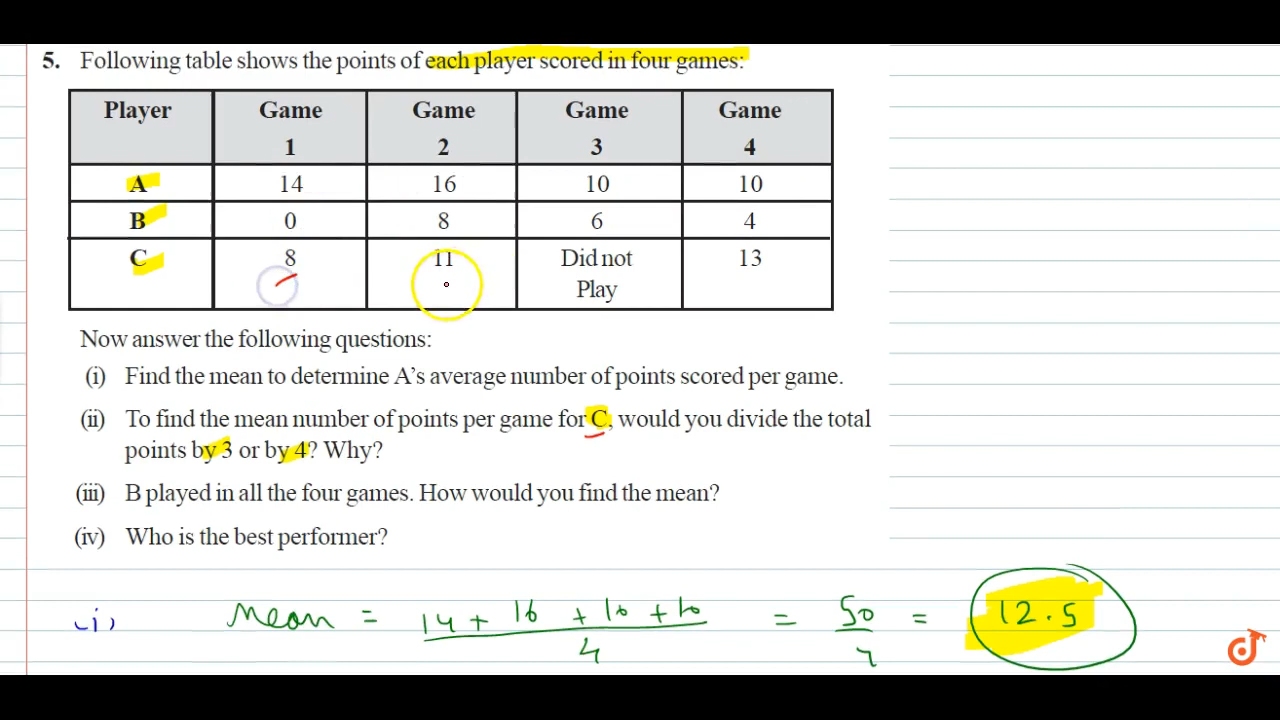 5. Following table shows the points of each player scored in four games:
Player Game 1 Game 2 Game 3 Game 4
A 14 16 10 10
B 0 8 6 4
C 8 11 Did not Play 13
Now answer the following questions:
(i) Find the mean to determine A's average number of points scored per game.
(ii) To find the mean number of points per game for C, would you divide the total
points by 3 or by 4? Why?
(iii) B played in all the four games. How would you find the mean?
(iv) Who is the best performer?
(i) Mean = 14 + 16 + 10 + 10 / 4 = 50 / 4 = 12.5